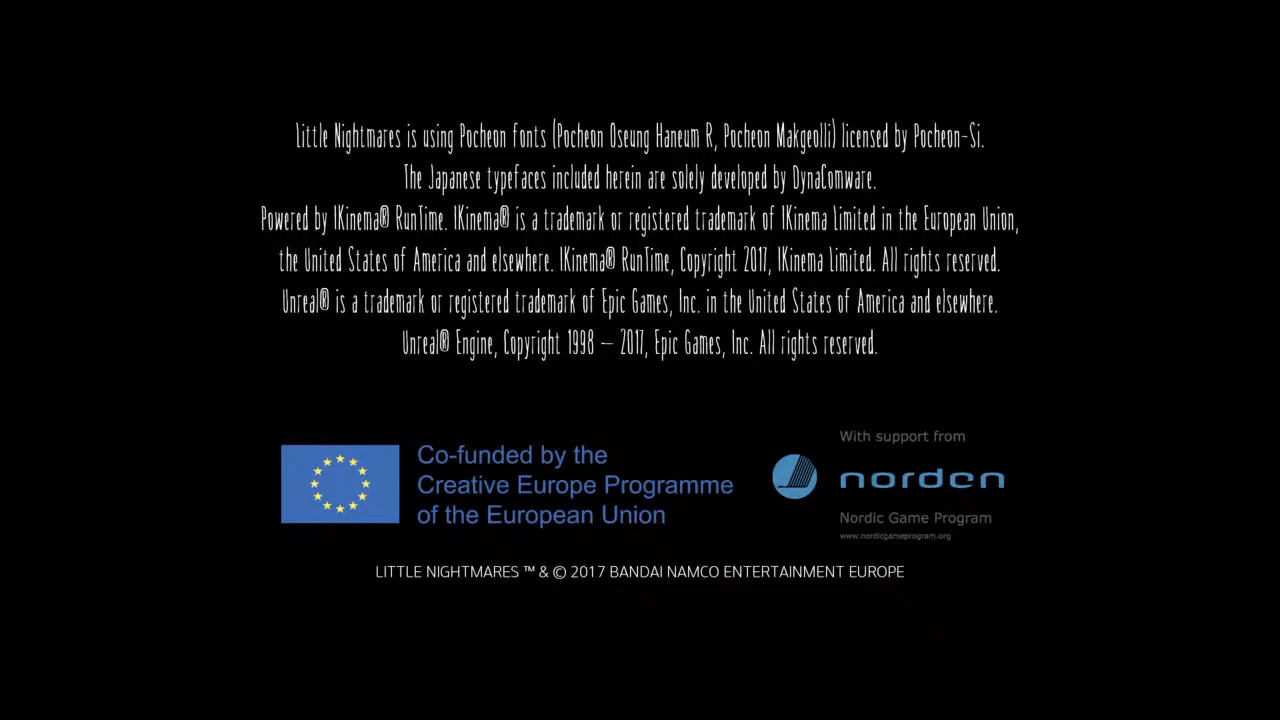 Little Nightmares is using Pocheon fonts (Pocheon Oseung Haneum R, Pocheon Makgeolli) licensed by Pocheon-Si.
The Japanese typefaces included herein are solely developed by DynaComware.
Powered by IKinema® RunTime. IKinema® is a trademark or registered trademark of IKinema Limited in the European Union,
the United States of America and elsewhere. IKinema® RunTime, Copyright 2017, IKinema Limited. All rights reserved.
Unreal® is a trademark or registered trademark of Epic Games, Inc. in the United States of America and elsewhere.
Unreal® Engine, Copyright 1998 – 2017, Epic Games, Inc. All rights reserved.
Co-funded by the
Creative Europe Programme
of the European Union
With support from
norden
Nordic Game Program
www.nordicgameprogram.org
LITTLE NIGHTMARES ™ & © 2017 BANDAI NAMCO ENTERTAINMENT EUROPE